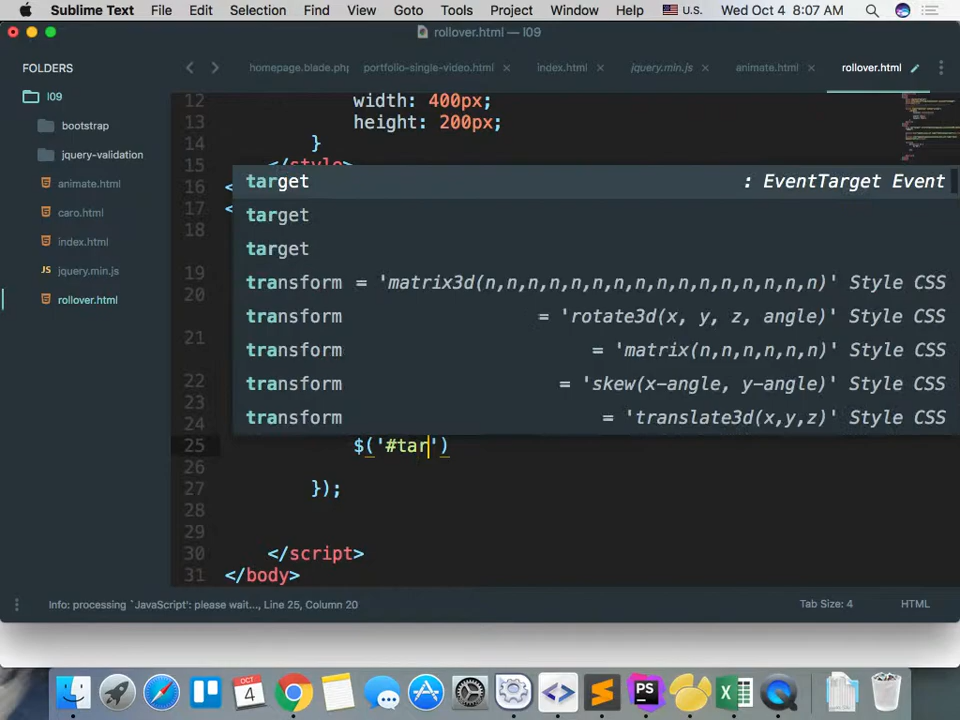 Sublime Text File Edit Selection Find View Goto Tools Project Window Help U.S. Wed Oct 4 8:07 AM
rollover.html — l09
FOLDERS
l09
bootstrap
jquery-validation
animate.html
caro.html
index.html
JS jquery.min.js
rollover.html
homepage.blade.php portfolio-single-video.html index.html jquery.min.js animate.html rollover.html
12 width: 400px;
13 height: 200px;
14 }
15 </style>
16 <
17 <
18
19
20
21
22
23
24
target : EventTarget Event
target
target
transform = 'matrix3d(n,n,n,n,n,n,n,n,n,n,n,n,n,n,n,n)' Style CSS
transform = 'rotate3d(x, y, z, angle)' Style CSS
transform = 'matrix(n,n,n,n,n,n)' Style CSS
transform = 'skew(x-angle, y-angle)' Style CSS
transform = 'translate3d(x,y,z)' Style CSS
25 $('#tar')
26
27 });
28
29
30 </script>
31 </body>
Info: processing `JavaScript': please wait..., Line 25, Column 20 Tab Size: 4 HTML
OCT
4
PS